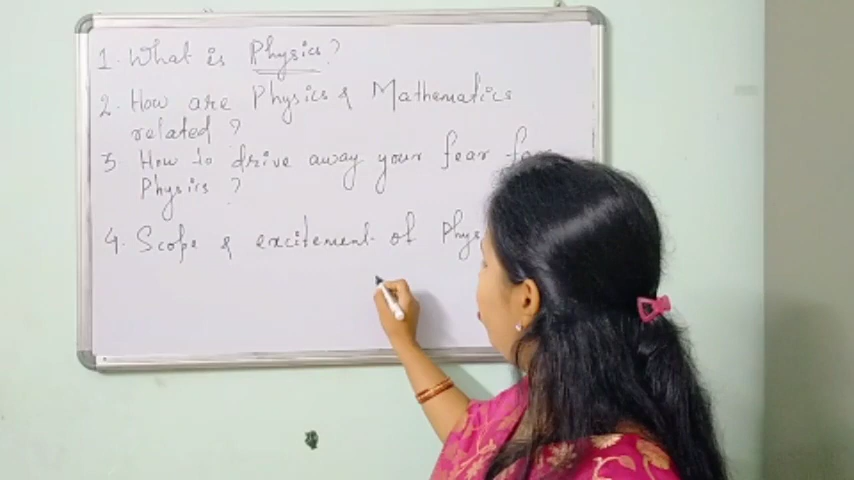 1. What is Physics?
2. How are Physics & Mathematics
related?
3 How to drive away your fear for
Physics?
4. Scope & excitement of